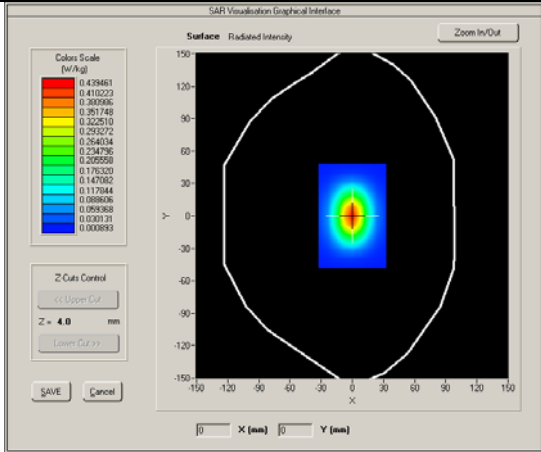 SAR Visualisation Graphical Interface
Surface Radiated Intensity
Zoom In/Out
Colors Scale
(W/kg)
0.439461
0.410223
0.380986
0.351748
0.322510
0.293272
0.264034
0.234796
0.205558
0.176320
0.147082
0.117844
0.088606
0.059368
0.030131
0.000893
150
120
90
60
30
0
-30
-60
-90
-120
-150
Y
-150 -120 -90 -60 -30 0 30 60 90 120 150
X
Z Cuts Control
<< Upper Cut
Z = 4.0 mm
Lower Cut >>
SAVE Cancel
0 X (mm) 0 Y (mm)